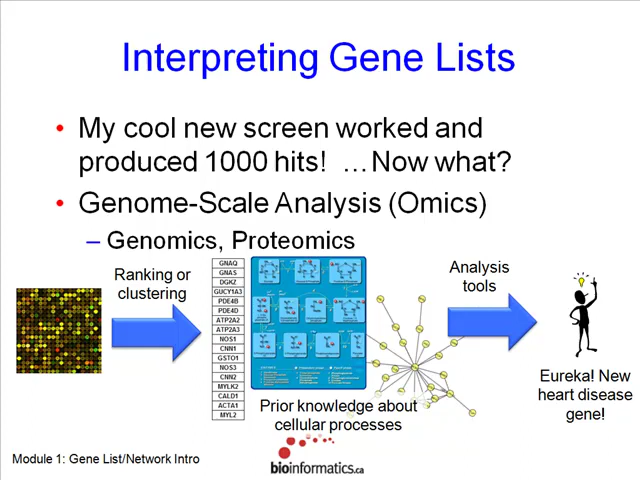 Interpreting Gene Lists
• My cool new screen worked and
produced 1000 hits!  …Now what?
• Genome-Scale Analysis (Omics)
– Genomics, Proteomics
Ranking or
clustering
GNAQ
GNAS
DGKZ
GUCY1A3
PDE4B
PDE4D
ATP2A2
ATP2A3
NOS1
CNN1
GSTO1
NOS3
CNN2
MYLK2
CALD1
ACTA1
MYL2
Prior knowledge about
cellular processes
Analysis
tools
Eureka! New
heart disease
gene!
Module 1: Gene List/Network Intro
bioinformatics.ca